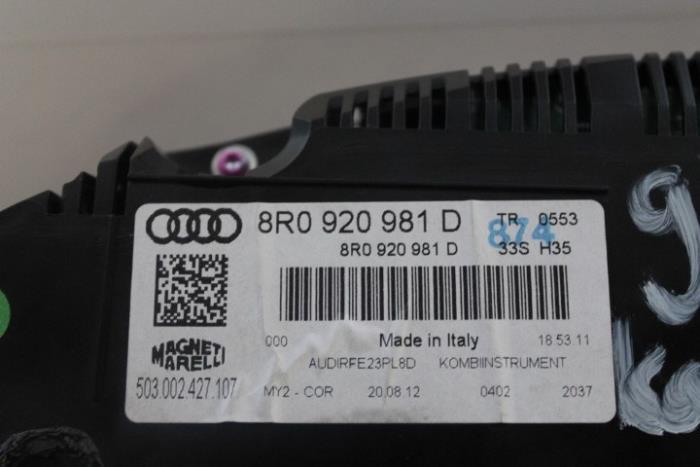 8R0 920 981 D TR 0553
8R0 920 981 D 874 33S H35
000 Made in Italy 18 53.11
MAGNETI
MARELLI
AUDIRFE23PL8D KOMBIINSTRUMENT
503.002.427.107 MY2 - COR 20.08.12 0402 2037